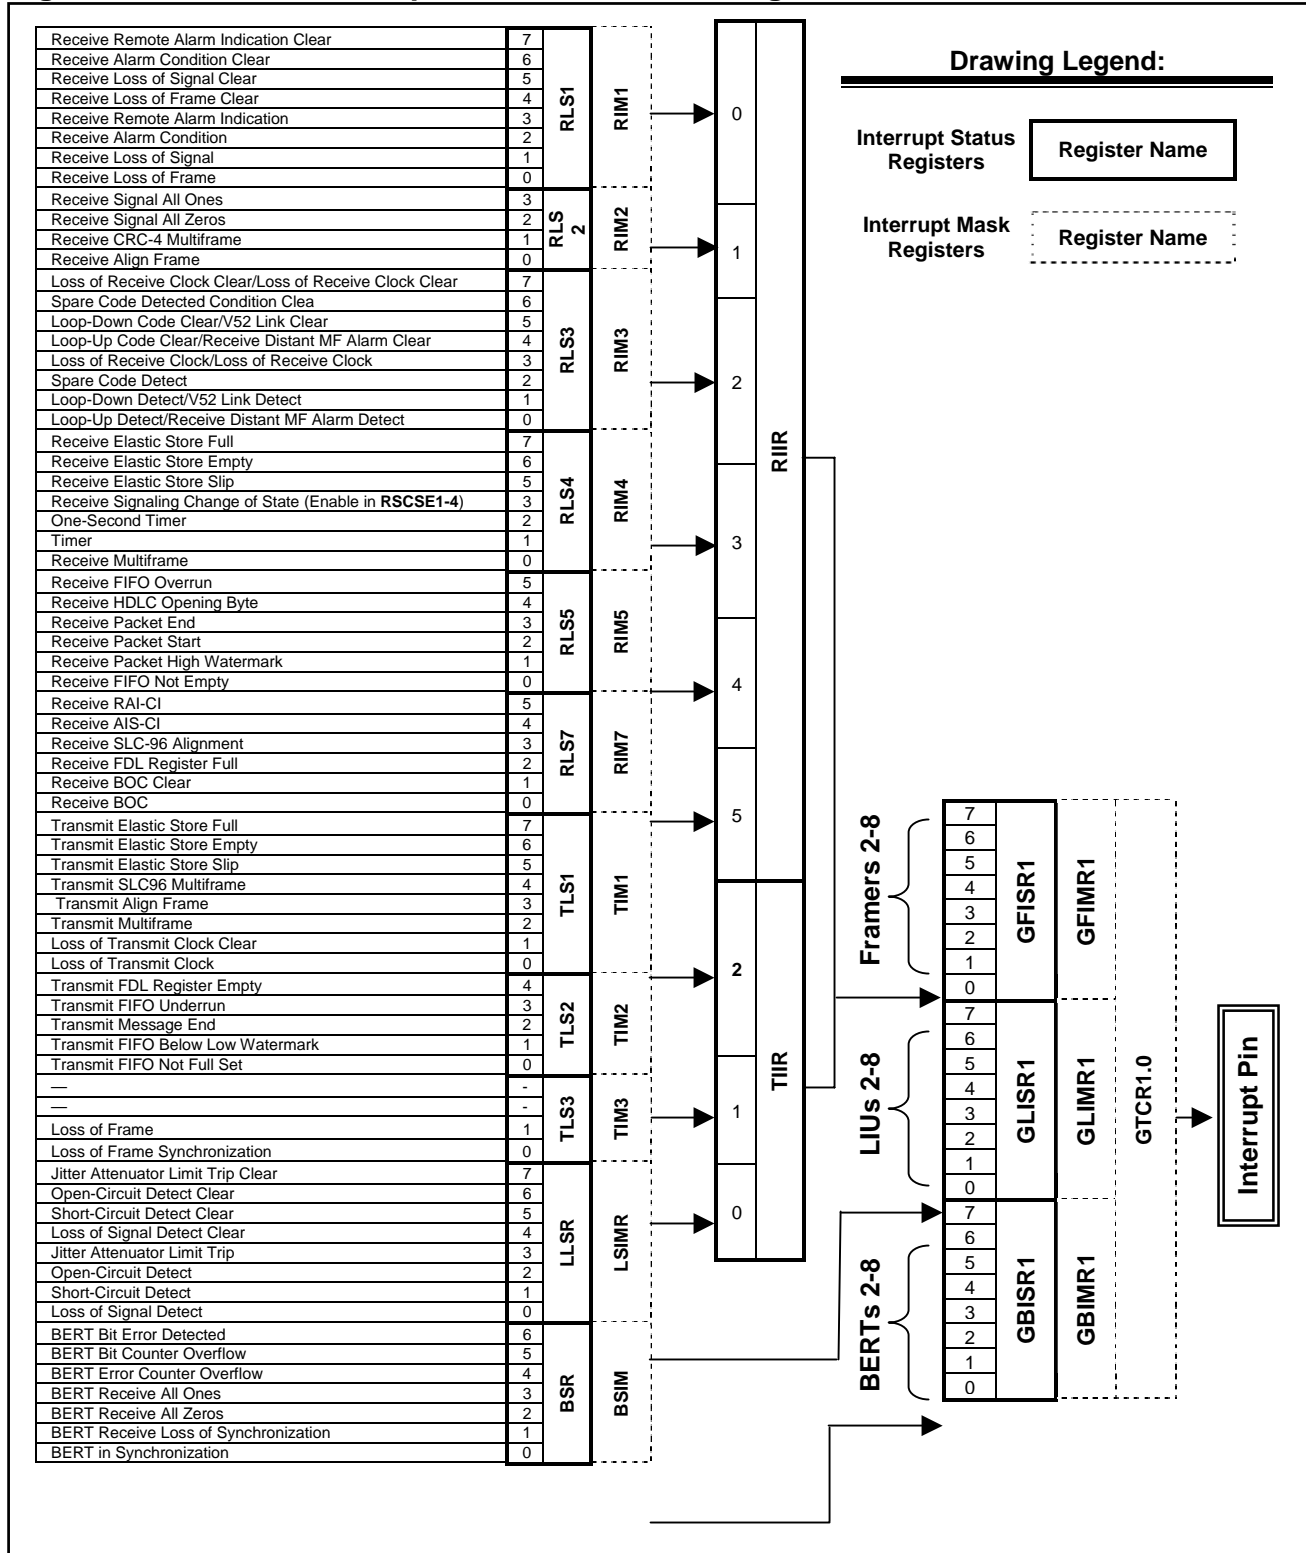 Receive Remote Alarm Indication Clear 7
Receive Alarm Condition Clear 6
Receive Loss of Signal Clear 5
Receive Loss of Frame Clear 4
Receive Remote Alarm Indication 3
Receive Alarm Condition 2
Receive Loss of Signal 1
Receive Loss of Frame 0
RLS1
RIM1
Receive Signal All Ones 3
Receive Signal All Zeros 2
Receive CRC-4 Multiframe 1
Receive Align Frame 0
RLS
2
RIM2
Loss of Receive Clock Clear/Loss of Receive Clock Clear 7
Spare Code Detected Condition Clea 6
Loop-Down Code Clear/V52 Link Clear 5
Loop-Up Code Clear/Receive Distant MF Alarm Clear 4
Loss of Receive Clock/Loss of Receive Clock 3
Spare Code Detect 2
Loop-Down Detect/V52 Link Detect 1
Loop-Up Detect/Receive Distant MF Alarm Detect 0
RLS3
RIM3
Receive Elastic Store Full 7
Receive Elastic Store Empty 6
Receive Elastic Store Slip 5
Receive Signaling Change of State (Enable in RSCSE1-4) 3
One-Second Timer 2
Timer 1
Receive Multiframe 0
RLS4
RIM4
Receive FIFO Overrun 5
Receive HDLC Opening Byte 4
Receive Packet End 3
Receive Packet Start 2
Receive Packet High Watermark 1
Receive FIFO Not Empty 0
RLS5
RIM5
Receive RAI-CI 5
Receive AIS-CI 4
Receive SLC-96 Alignment 3
Receive FDL Register Full 2
Receive BOC Clear 1
Receive BOC 0
RLS7
RIM7
Transmit Elastic Store Full 7
Transmit Elastic Store Empty 6
Transmit Elastic Store Slip 5
Transmit SLC96 Multiframe 4
Transmit Align Frame 3
Transmit Multiframe 2
Loss of Transmit Clock Clear 1
Loss of Transmit Clock 0
TLS1
TIM1
Transmit FDL Register Empty 4
Transmit FIFO Underrun 3
Transmit Message End 2
Transmit FIFO Below Low Watermark 1
Transmit FIFO Not Full Set 0
TLS2
TIM2
— -
— -
Loss of Frame 1
Loss of Frame Synchronization 0
TLS3
TIM3
Jitter Attenuator Limit Trip Clear 7
Open-Circuit Detect Clear 6
Short-Circuit Detect Clear 5
Loss of Signal Detect Clear 4
Jitter Attenuator Limit Trip 3
Open-Circuit Detect 2
Short-Circuit Detect 1
Loss of Signal Detect 0
LLSR
LSIMR
BERT Bit Error Detected 6
BERT Bit Counter Overflow 5
BERT Error Counter Overflow 4
BERT Receive All Ones 3
BERT Receive All Zeros 2
BERT Receive Loss of Synchronization 1
BERT in Synchronization 0
BSR
BSIM
0
1
2
3
4
5
RIIR
2
1
0
TIIR
Drawing Legend:
Interrupt Status
Registers
Register Name
Interrupt Mask
Registers
Register Name
Framers 2-8
7
6
5
4
3
2
1
0
GFISR1
GFIMR1
LIUs 2-8
7
6
5
4
3
2
1
0
GLISR1
GLIMR1
BERTs 2-8
7
6
5
4
3
2
1
0
GBISR1
GBIMR1
GTCR1.0
Interrupt Pin